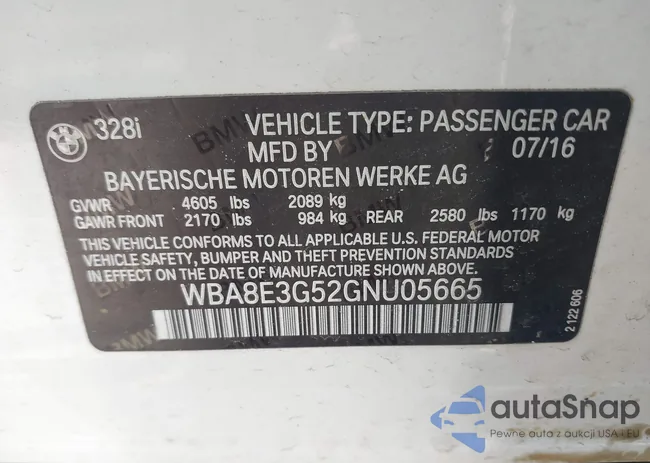 328i VEHICLE TYPE: PASSENGER CAR
MFD BY 07/16
BAYERISCHE MOTOREN WERKE AG
GVWR 4605 lbs 2089 kg
GAWR FRONT 2170 lbs 984 kg REAR 2580 lbs 1170 kg
THIS VEHICLE CONFORMS TO ALL APPLICABLE U.S. FEDERAL MOTOR
VEHICLE SAFETY, BUMPER, AND THEFT PREVENTION STANDARDS
IN EFFECT ON THE DATE OF MANUFACTURE SHOWN ABOVE.
WBA8E3G52GNU05665
2 122 606
autaSnap
Pewne auta z aukcji USA i EU